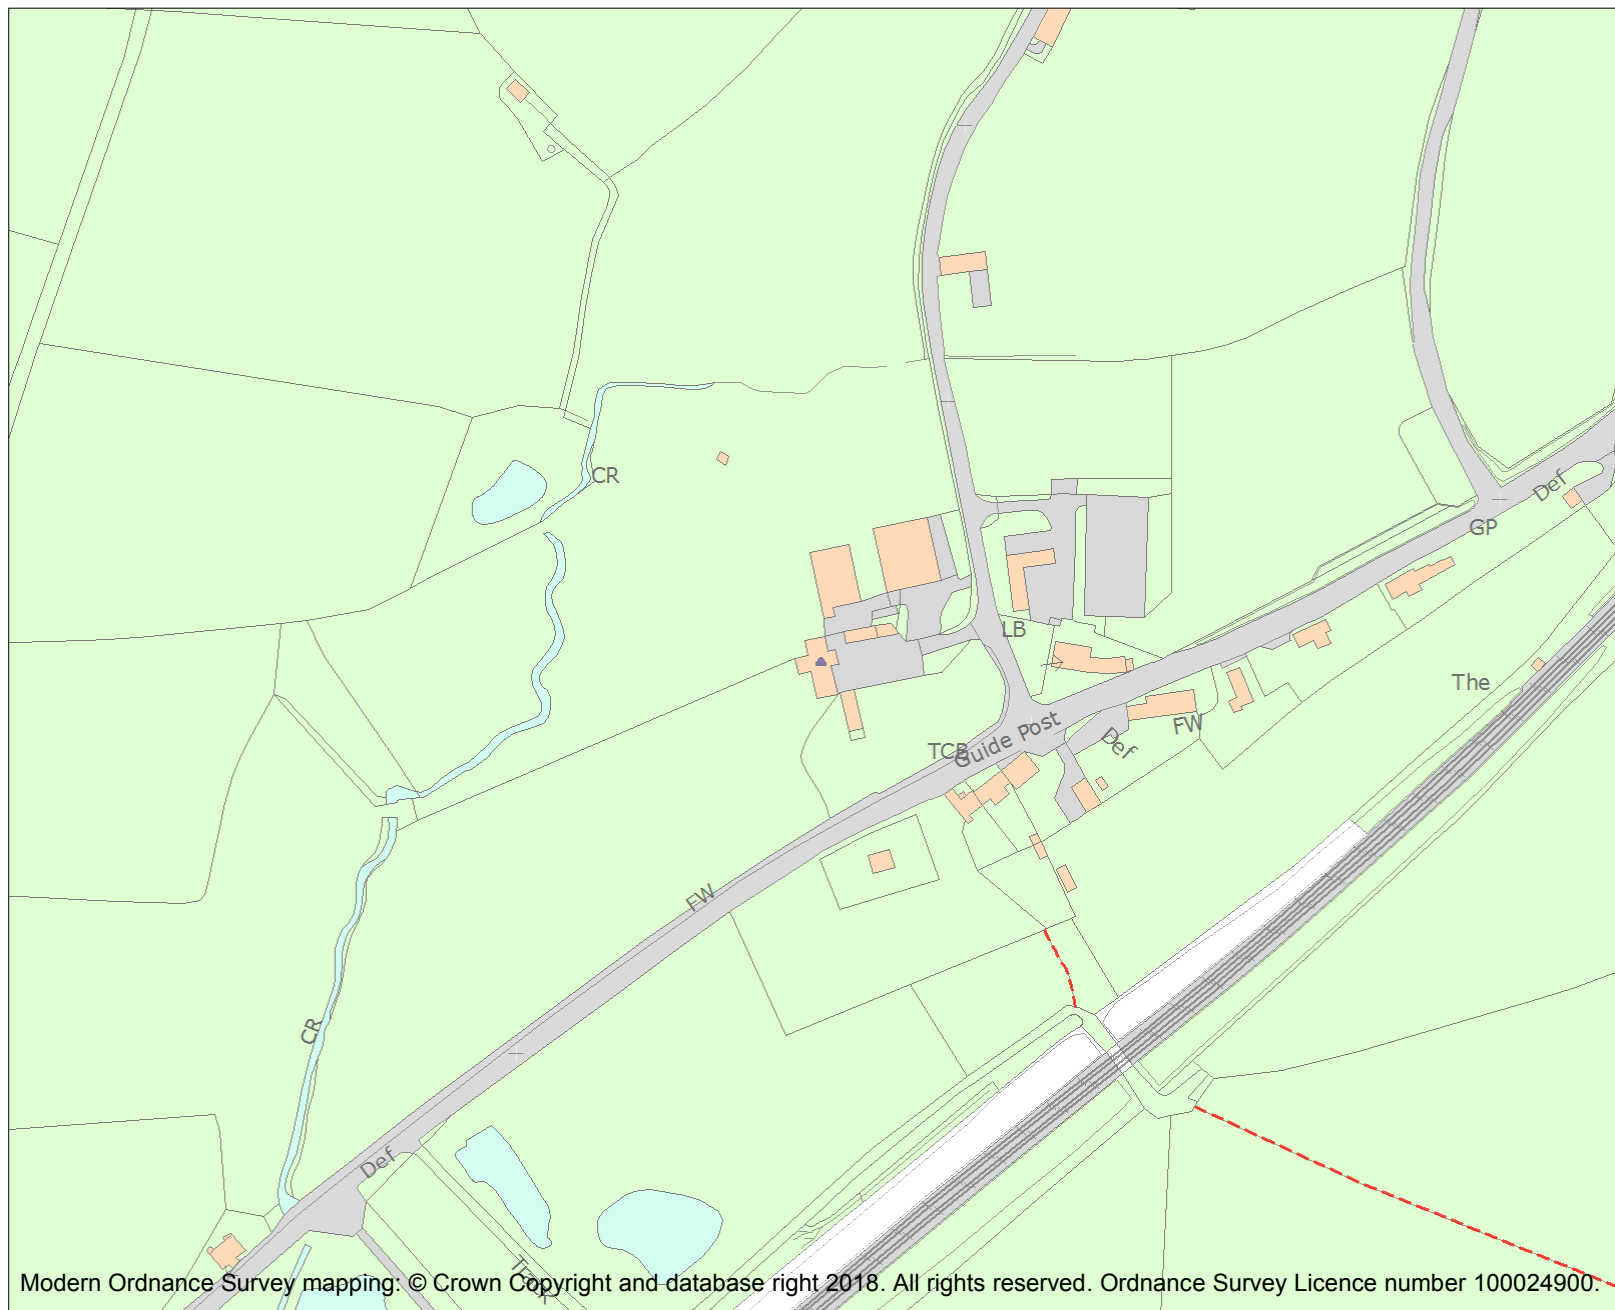 CR
Def
GP
LB
The
Guide Post
TCB
FW
Def
FW
CR
Def
Track
Modern Ordnance Survey mapping: © Crown Copyright and database right 2018. All rights reserved. Ordnance Survey Licence number 100024900.